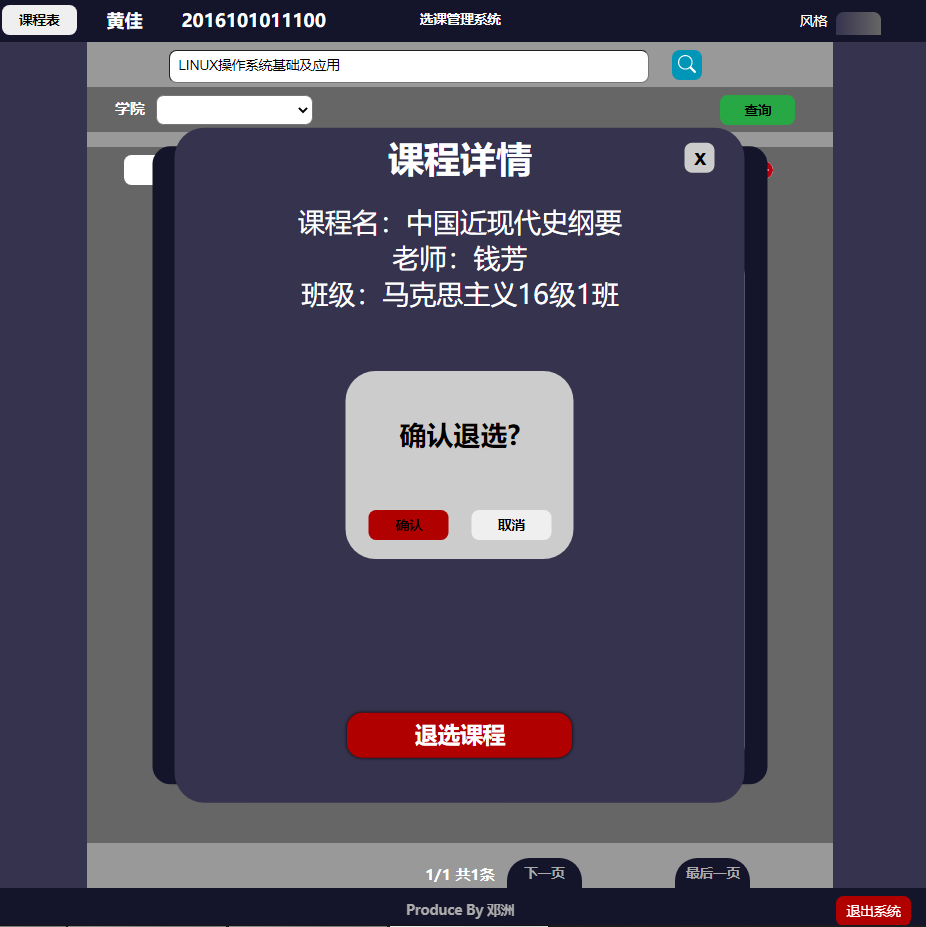 课程表 黄佳 2016101011100 选课管理系统 风格
LINUX操作系统基础及应用
学院 查询
课程详情 X
课程名：中国近现代史纲要
老师：钱芳
班级：马克思主义16级1班
确认退选?
确认 取消
退选课程
1/1 共1条 下一页 最后一页
Produce By 邓洲 退出系统